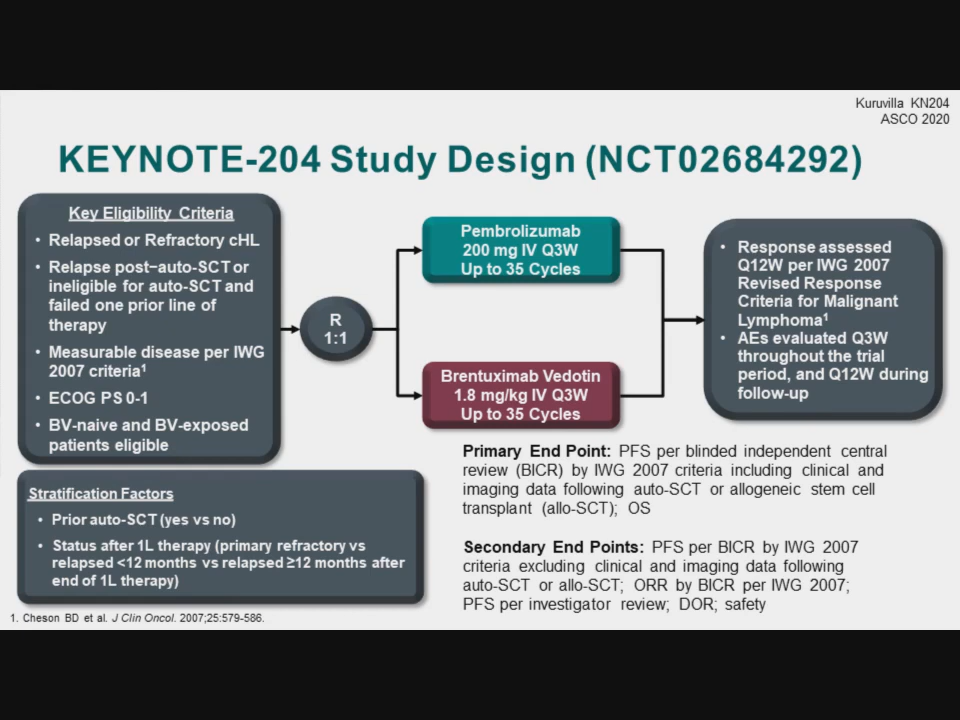 Kuruvilla KN204
ASCO 2020
KEYNOTE-204 Study Design (NCT02684292)
Key Eligibility Criteria
• Relapsed or Refractory cHL
• Relapse post−auto-SCT or
ineligible for auto-SCT and
failed one prior line of
therapy
• Measurable disease per IWG
2007 criteria1
• ECOG PS 0-1
• BV-naive and BV-exposed
patients eligible
Stratification Factors
• Prior auto-SCT (yes vs no)
• Status after 1L therapy (primary refractory vs
relapsed <12 months vs relapsed ≥12 months after
end of 1L therapy)
R
1:1
Pembrolizumab
200 mg IV Q3W
Up to 35 Cycles
Brentuximab Vedotin
1.8 mg/kg IV Q3W
Up to 35 Cycles
• Response assessed
Q12W per IWG 2007
Revised Response
Criteria for Malignant
Lymphoma1
• AEs evaluated Q3W
throughout the trial
period, and Q12W during
follow-up
Primary End Point: PFS per blinded independent central
review (BICR) by IWG 2007 criteria including clinical and
imaging data following auto-SCT or allogeneic stem cell
transplant (allo-SCT); OS
Secondary End Points: PFS per BICR by IWG 2007
criteria excluding clinical and imaging data following
auto-SCT or allo-SCT; ORR by BICR per IWG 2007;
PFS per investigator review; DOR; safety
1. Cheson BD et al. J Clin Oncol. 2007;25:579-586.